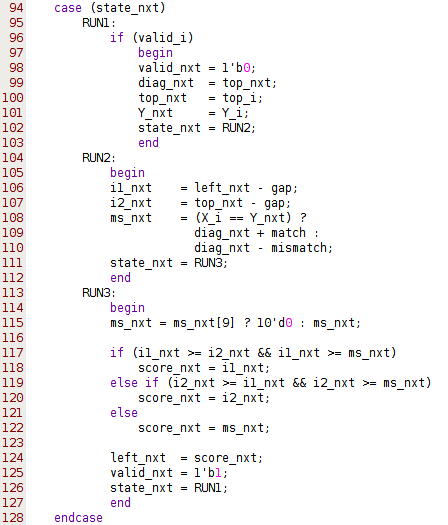 94 case (state_nxt)
95 RUN1:
96 if (valid_i)
97 begin
98 valid_nxt = 1'b0;
99 diag_nxt = top_nxt;
100 top_nxt = top_i;
101 Y_nxt = Y_i;
102 state_nxt = RUN2;
103 end
104 RUN2:
105 begin
106 i1_nxt = left_nxt - gap;
107 i2_nxt = top_nxt - gap;
108 ms_nxt = (X_i == Y_nxt) ?
109 diag_nxt + match :
110 diag_nxt - mismatch;
111 state_nxt = RUN3;
112 end
113 RUN3:
114 begin
115 ms_nxt = ms_nxt[9] ? 10'd0 : ms_nxt;
116
117 if (i1_nxt >= i2_nxt && i1_nxt >= ms_nxt)
118 score_nxt = i1_nxt;
119 else if (i2_nxt >= i1_nxt && i2_nxt >= ms_nxt)
120 score_nxt = i2_nxt;
121 else
122 score_nxt = ms_nxt;
123
124 left_nxt = score_nxt;
125 valid_nxt = 1'b1;
126 state_nxt = RUN1;
127 end
128 endcase